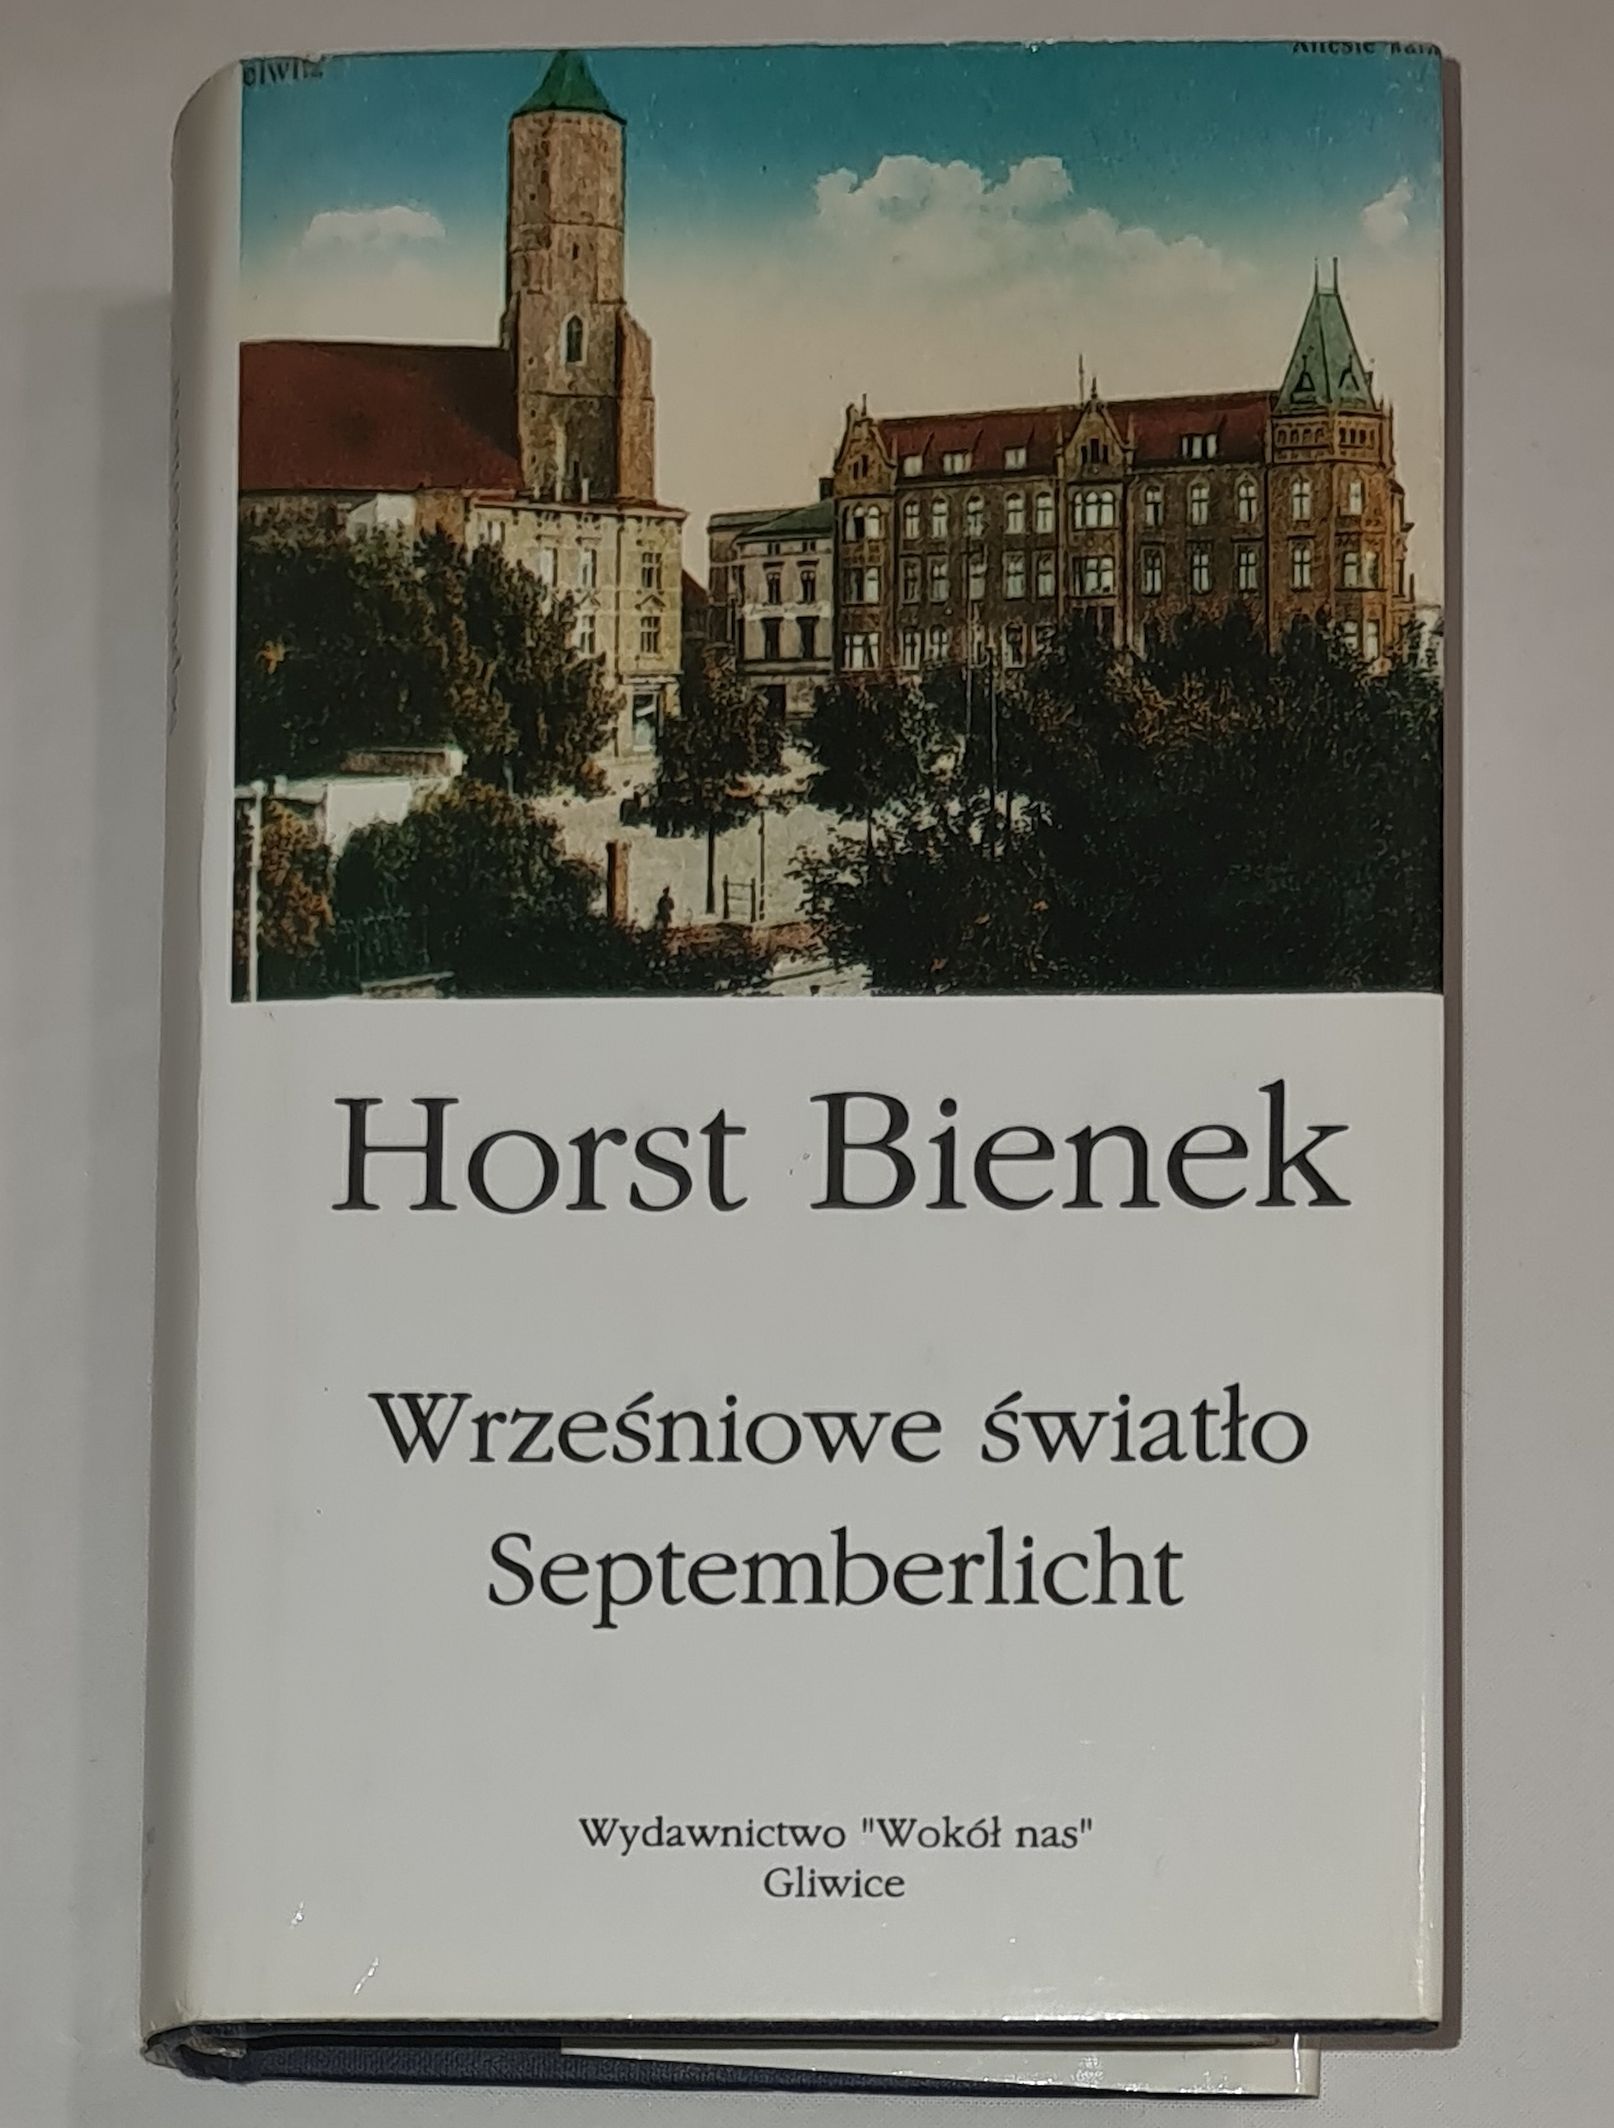 Horst Bienek
Wrześniowe światło
Septemberlicht
Wydawnictwo "Wokół nas"
Gliwice